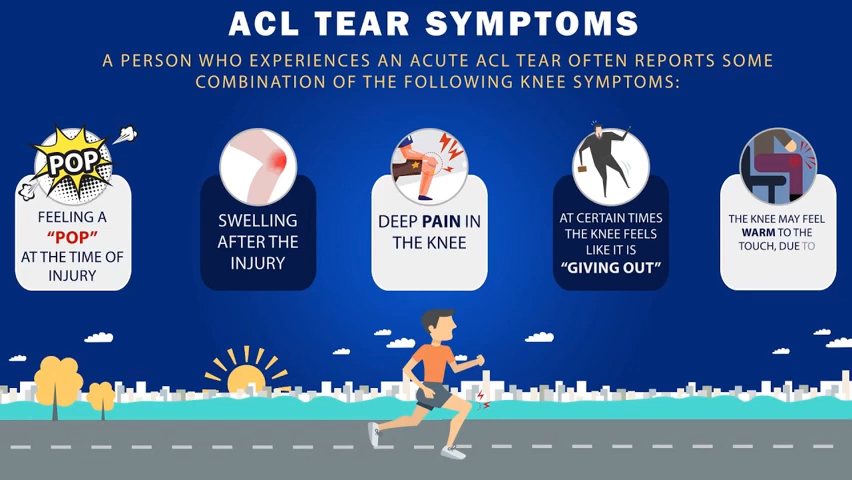 ACL TEAR SYMPTOMS
A PERSON WHO EXPERIENCES AN ACUTE ACL TEAR OFTEN REPORTS SOME
COMBINATION OF THE FOLLOWING KNEE SYMPTOMS:
POP
FEELING A
“POP”
AT THE TIME OF
INJURY
SWELLING
AFTER THE
INJURY
DEEP PAIN IN
THE KNEE
AT CERTAIN TIMES
THE KNEE FEELS
LIKE IT IS
“GIVING OUT”
THE KNEE MAY FEEL
WARM TO THE
TOUCH, DUE TO